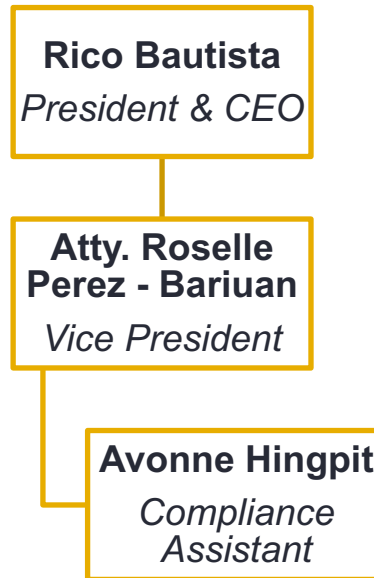 Rico Bautista
President & CEO
Atty. Roselle
Perez - Bariuan
Vice President
Avonne Hingpit
Compliance
Assistant